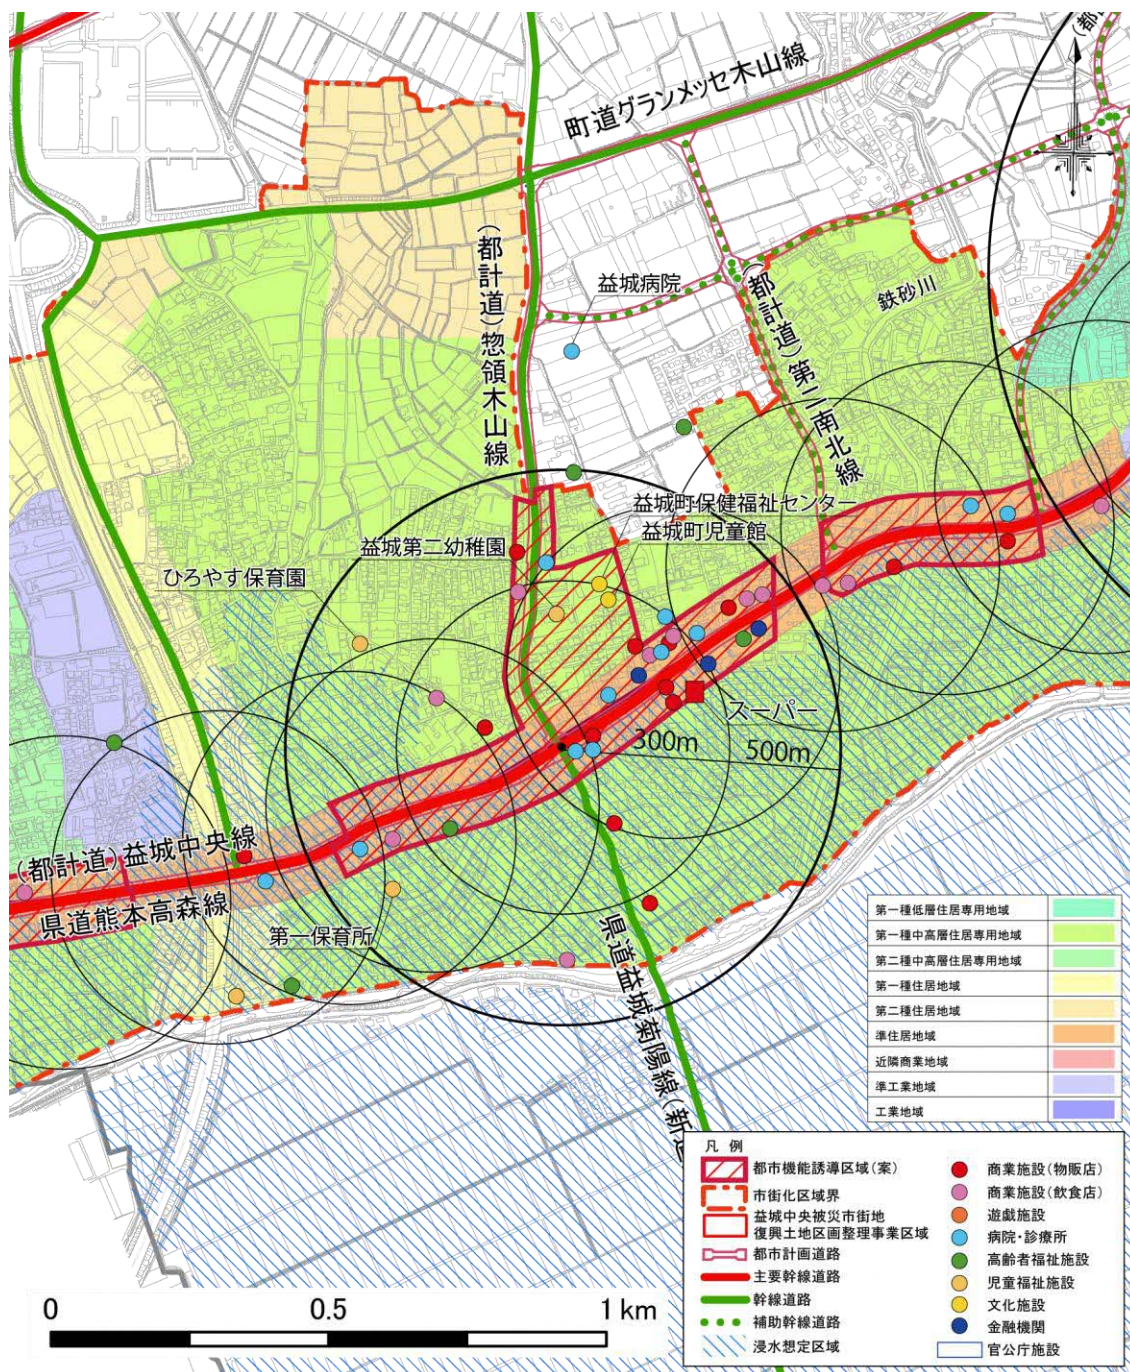 (都
町道グランメッセ木山線
(都計道)惣領木山線
益城病院
(都計道)第二南北線
鉄砂川
益城町保健福祉センター
益城町児童館
益城第二幼稚園
ひろやす保育園
スーパー
300m
500m
(都計道)益城中央線
県道熊本高森線
第一保育所
県道益城菊陽線(新
第一種低層住居専用地域
第一種中高層住居専用地域
第二種中高層住居専用地域
第一種住居地域
第二種住居地域
準住居地域
近隣商業地域
準工業地域
工業地域
凡例
都市機能誘導区域(案)
市街化区域界
益城中央被災市街地
復興土地区画整理事業区域
都市計画道路
主要幹線道路
幹線道路
補助幹線道路
浸水想定区域
商業施設(物販店)
商業施設(飲食店)
遊戯施設
病院・診療所
高齢者福祉施設
児童福祉施設
文化施設
金融機関
官公庁施設
0 0.5 1 km